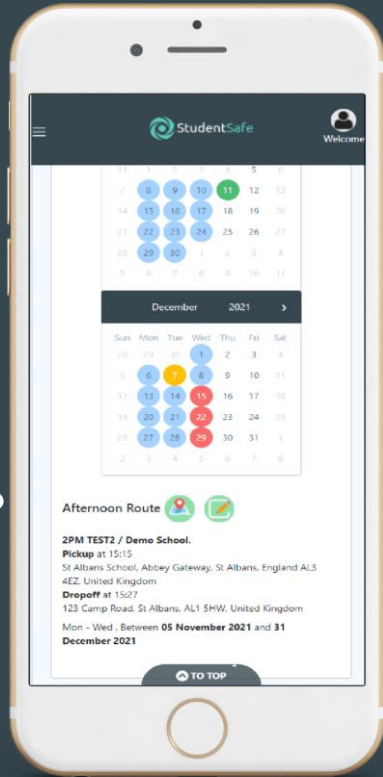 StudentSafe
Welcome
31 1 2 3 4 5 6
7 8 9 10 11 12 13
14 15 16 17 18 19 20
21 22 23 24 25 26 27
28 29 30 1 2 3 4
5 6 7 8 9 10 11
December 2021
Sun Mon Tue Wed Thu Fri Sat
28 29 30 1 2 3 4
5 6 7 8 9 10 11
12 13 14 15 16 17 18
19 20 21 22 23 24 25
26 27 28 29 30 31 1
2 3 4 5 6 7 8
Afternoon Route
2PM TEST2 / Demo School.
Pickup at 15:15
St Albans School, Abbey Gateway, St Albans, England AL3
4EZ, United Kingdom
Dropoff at 15:27
123 Camp Road, St Albans, AL1 5HW, United Kingdom
Mon - Wed , Between 05 November 2021 and 31
December 2021
TO TOP